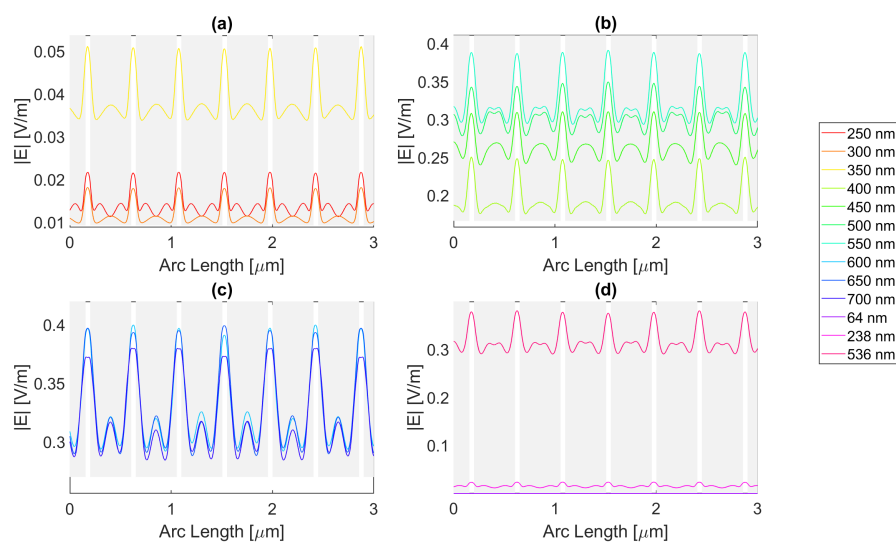 (a)
0.05
0.04
0.03
0.02
0.01
|E| [V/m]
0 1 2 3
Arc Length [μm]
(b)
0.4
0.3
0.25
0.2
|E| [V/m]
0 1 2 3
Arc Length [μm]
(c)
0.4
0.35
0.3
|E| [V/m]
0 1 2 3
Arc Length [μm]
(d)
0.3
0.2
0.1
|E| [V/m]
0 1 2 3
Arc Length [μm]
250 nm
300 nm
350 nm
400 nm
450 nm
500 nm
550 nm
600 nm
650 nm
700 nm
64 nm
238 nm
536 nm